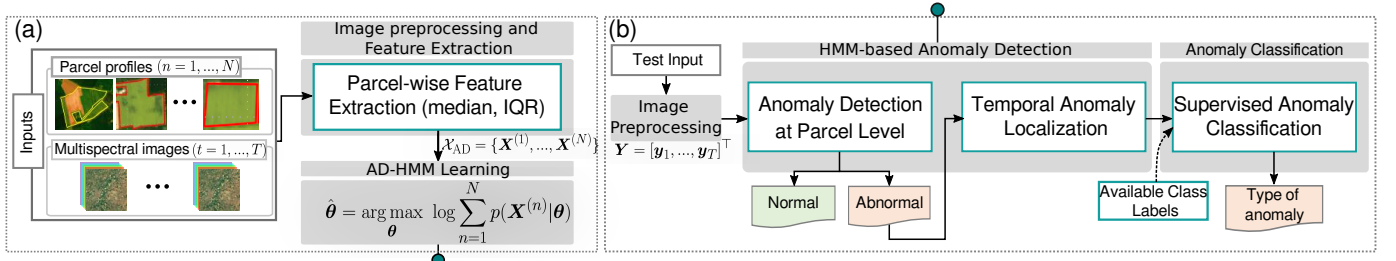 (a)
Inputs
Parcel profiles (n = 1, ..., N)
Multispectral images (t = 1, ..., T)
Image preprocessing and
Feature Extraction
Parcel-wise Feature
Extraction (median, IQR)
𝒳_AD = {X^(1), ..., X^(N)}
AD-HMM Learning
θ̂ = arg max_θ log ∑_{n=1}^{N} p(X^(n)|θ)
(b)
Test Input
Image
Preprocessing
Y = [y_1, ..., y_T]^⊤
HMM-based Anomaly Detection
Anomaly Detection
at Parcel Level
Normal
Abnormal
Temporal Anomaly
Localization
Anomaly Classification
Supervised Anomaly
Classification
Available Class
Labels
Type of
anomaly